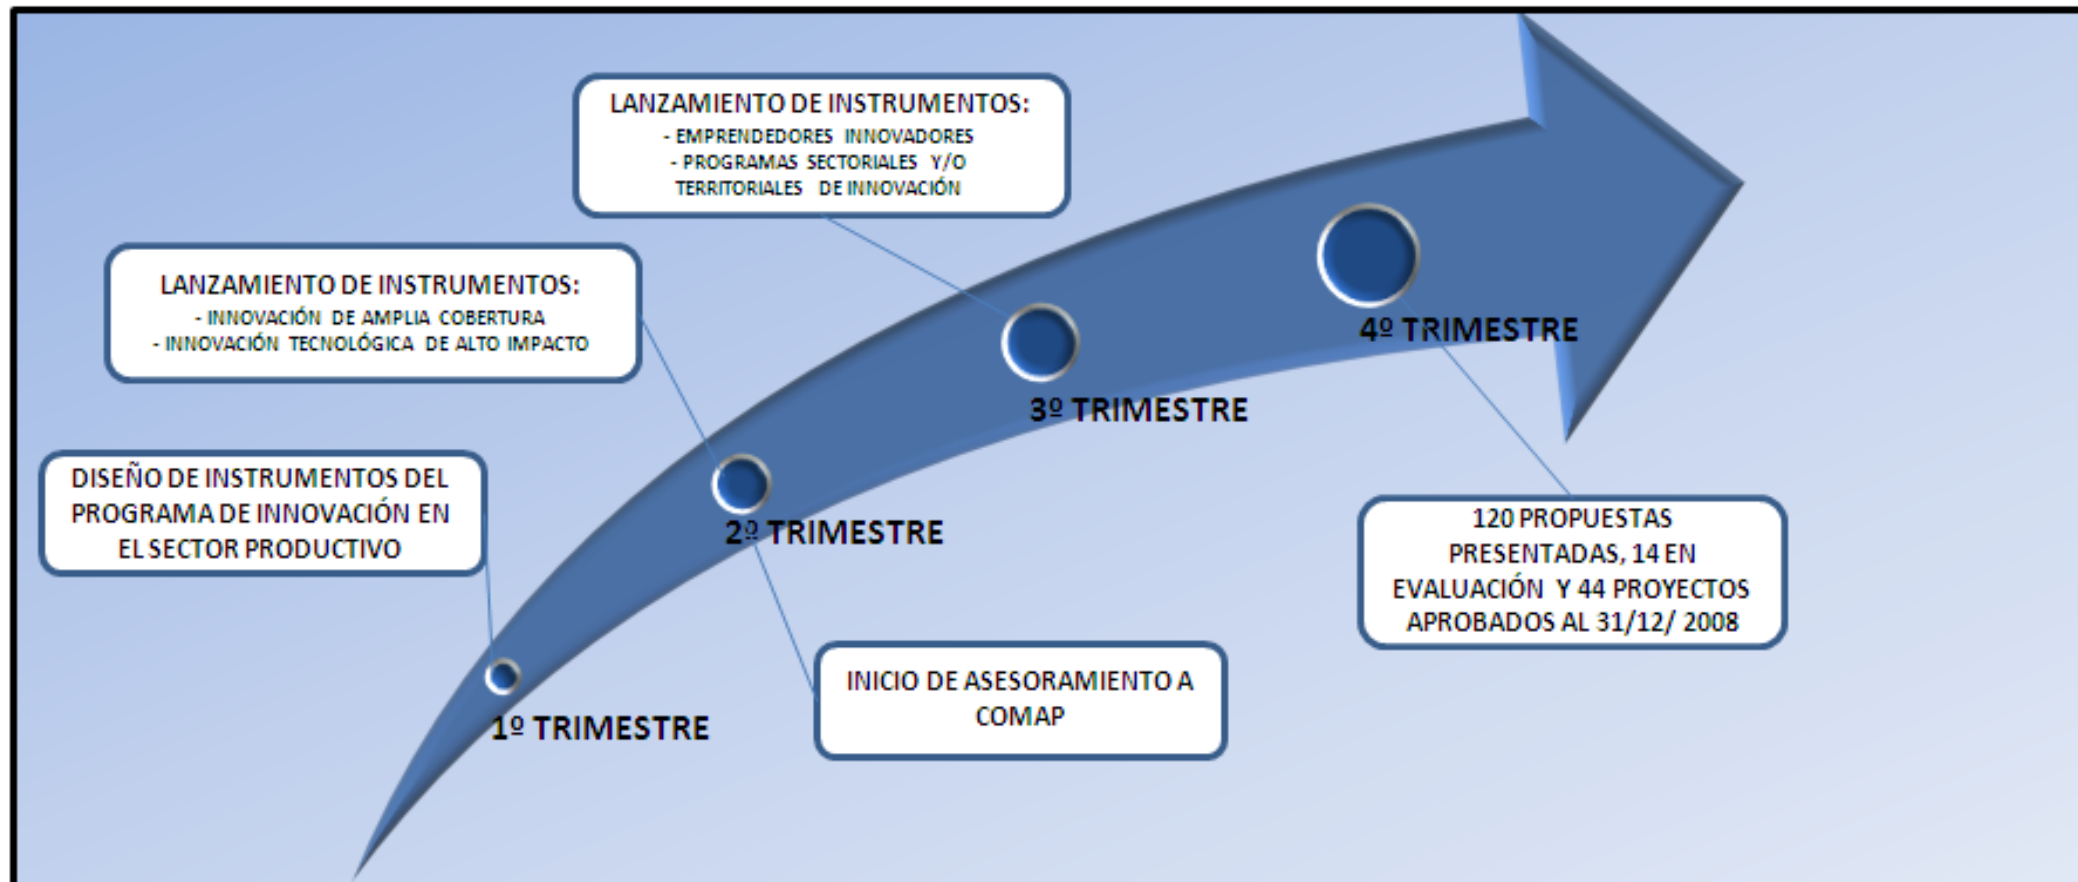 LANZAMIENTO DE INSTRUMENTOS:
- EMPRENDEDORES INNOVADORES
- PROGRAMAS SECTORIALES Y/O
TERRITORIALES DE INNOVACIÓN
LANZAMIENTO DE INSTRUMENTOS:
- INNOVACIÓN DE AMPLIA COBERTURA
- INNOVACIÓN TECNOLÓGICA DE ALTO IMPACTO
4º TRIMESTRE
3º TRIMESTRE
DISEÑO DE INSTRUMENTOS DEL
PROGRAMA DE INNOVACIÓN EN
EL SECTOR PRODUCTIVO
2º TRIMESTRE
120 PROPUESTAS
PRESENTADAS, 14 EN
EVALUACIÓN Y 44 PROYECTOS
APROBADOS AL 31/12/ 2008
INICIO DE ASESORAMIENTO A
COMAP
1º TRIMESTRE